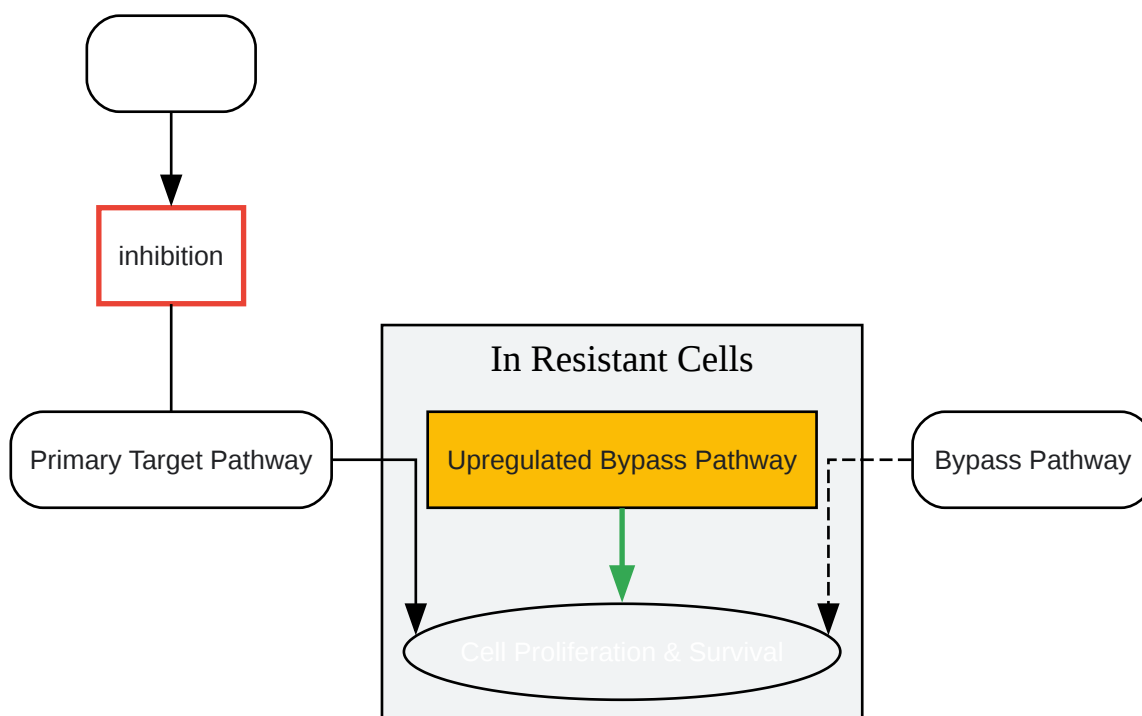 inhibition
In Resistant Cells
Primary Target Pathway
Upregulated Bypass Pathway
Bypass Pathway
Cell Proliferation & Survival